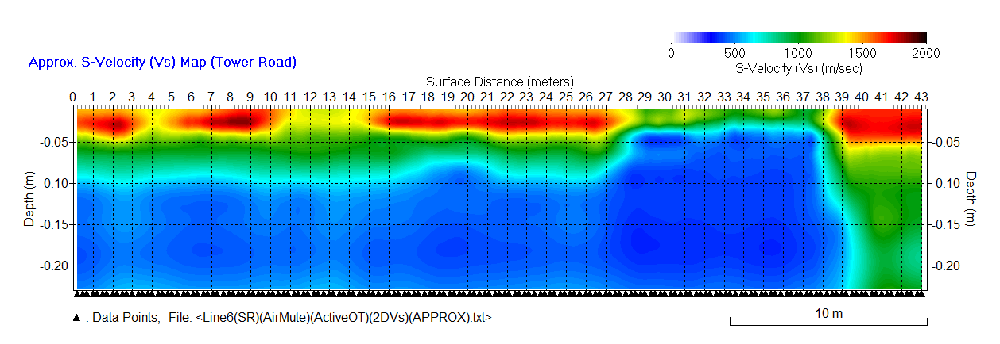 Approx. S-Velocity (Vs) Map (Tower Road)
0 500 1000 1500 2000
S-Velocity (Vs) (m/sec)
Surface Distance (meters)
0 1 2 3 4 5 6 7 8 9 10 11 12 13 14 15 16 17 18 19 20 21 22 23 24 25 26 27 28 29 30 31 32 33 34 35 36 37 38 39 40 41 42 43
Depth (m)
-0.05
-0.10
-0.15
-0.20
-0.05
-0.10
-0.15
-0.20
Depth (m)
▲ : Data Points, File: <Line6(SR)(AirMute)(ActiveOT)(2DVs)(APPROX).txt>
10 m